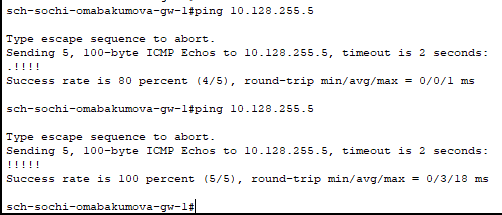 sch-sochi-omabakumova-gw-1#ping 10.128.255.5
Type escape sequence to abort.
Sending 5, 100-byte ICMP Echos to 10.128.255.5, timeout is 2 seconds:
.!!!!
Success rate is 80 percent (4/5), round-trip min/avg/max = 0/0/1 ms
sch-sochi-omabakumova-gw-1#ping 10.128.255.5
Type escape sequence to abort.
Sending 5, 100-byte ICMP Echos to 10.128.255.5, timeout is 2 seconds:
!!!!!
Success rate is 100 percent (5/5), round-trip min/avg/max = 0/3/18 ms
sch-sochi-omabakumova-gw-1#